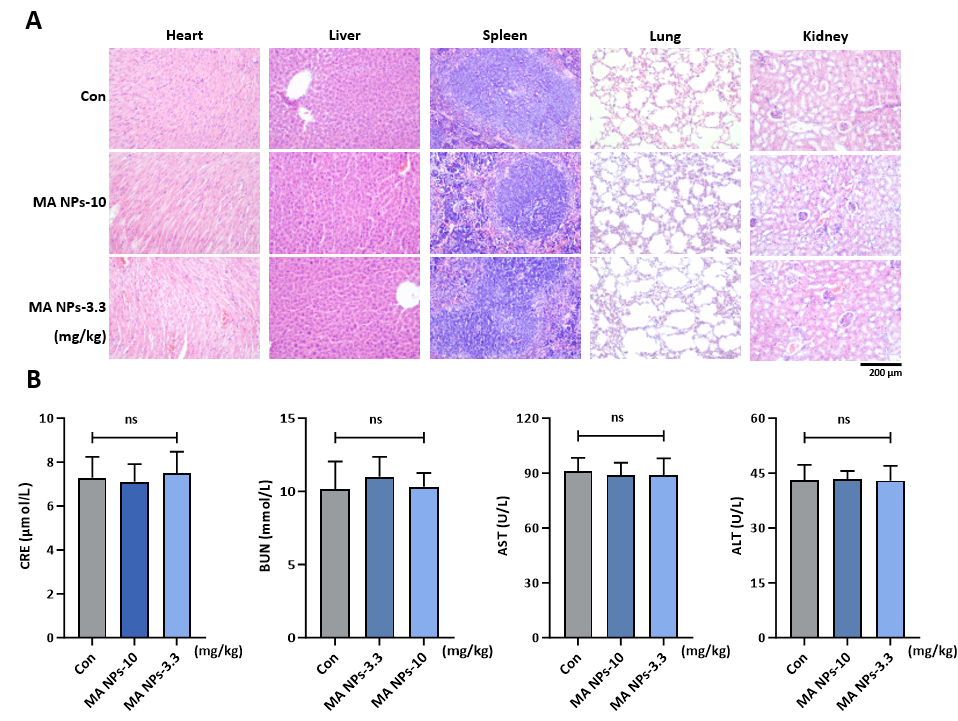 A
Heart Liver Spleen Lung Kidney
Con
MA NPs-10
MA NPs-3.3
(mg/kg)
200 μm
B
10
8
6
4
2
0
CRE (μmol/L)
ns
Con
MA NPs-10
MA NPs-3.3
(mg/kg)
15
10
5
0
BUN (mmol/L)
ns
Con
MA NPs-3.3
MA NPs-10
(mg/kg)
120
90
60
30
0
AST (U/L)
ns
Con
MA NPs-10
MA NPs-3.3
(mg/kg)
60
45
30
15
0
ALT (U/L)
ns
Con
MA NPs-10
MA NPs-3.3
(mg/kg)